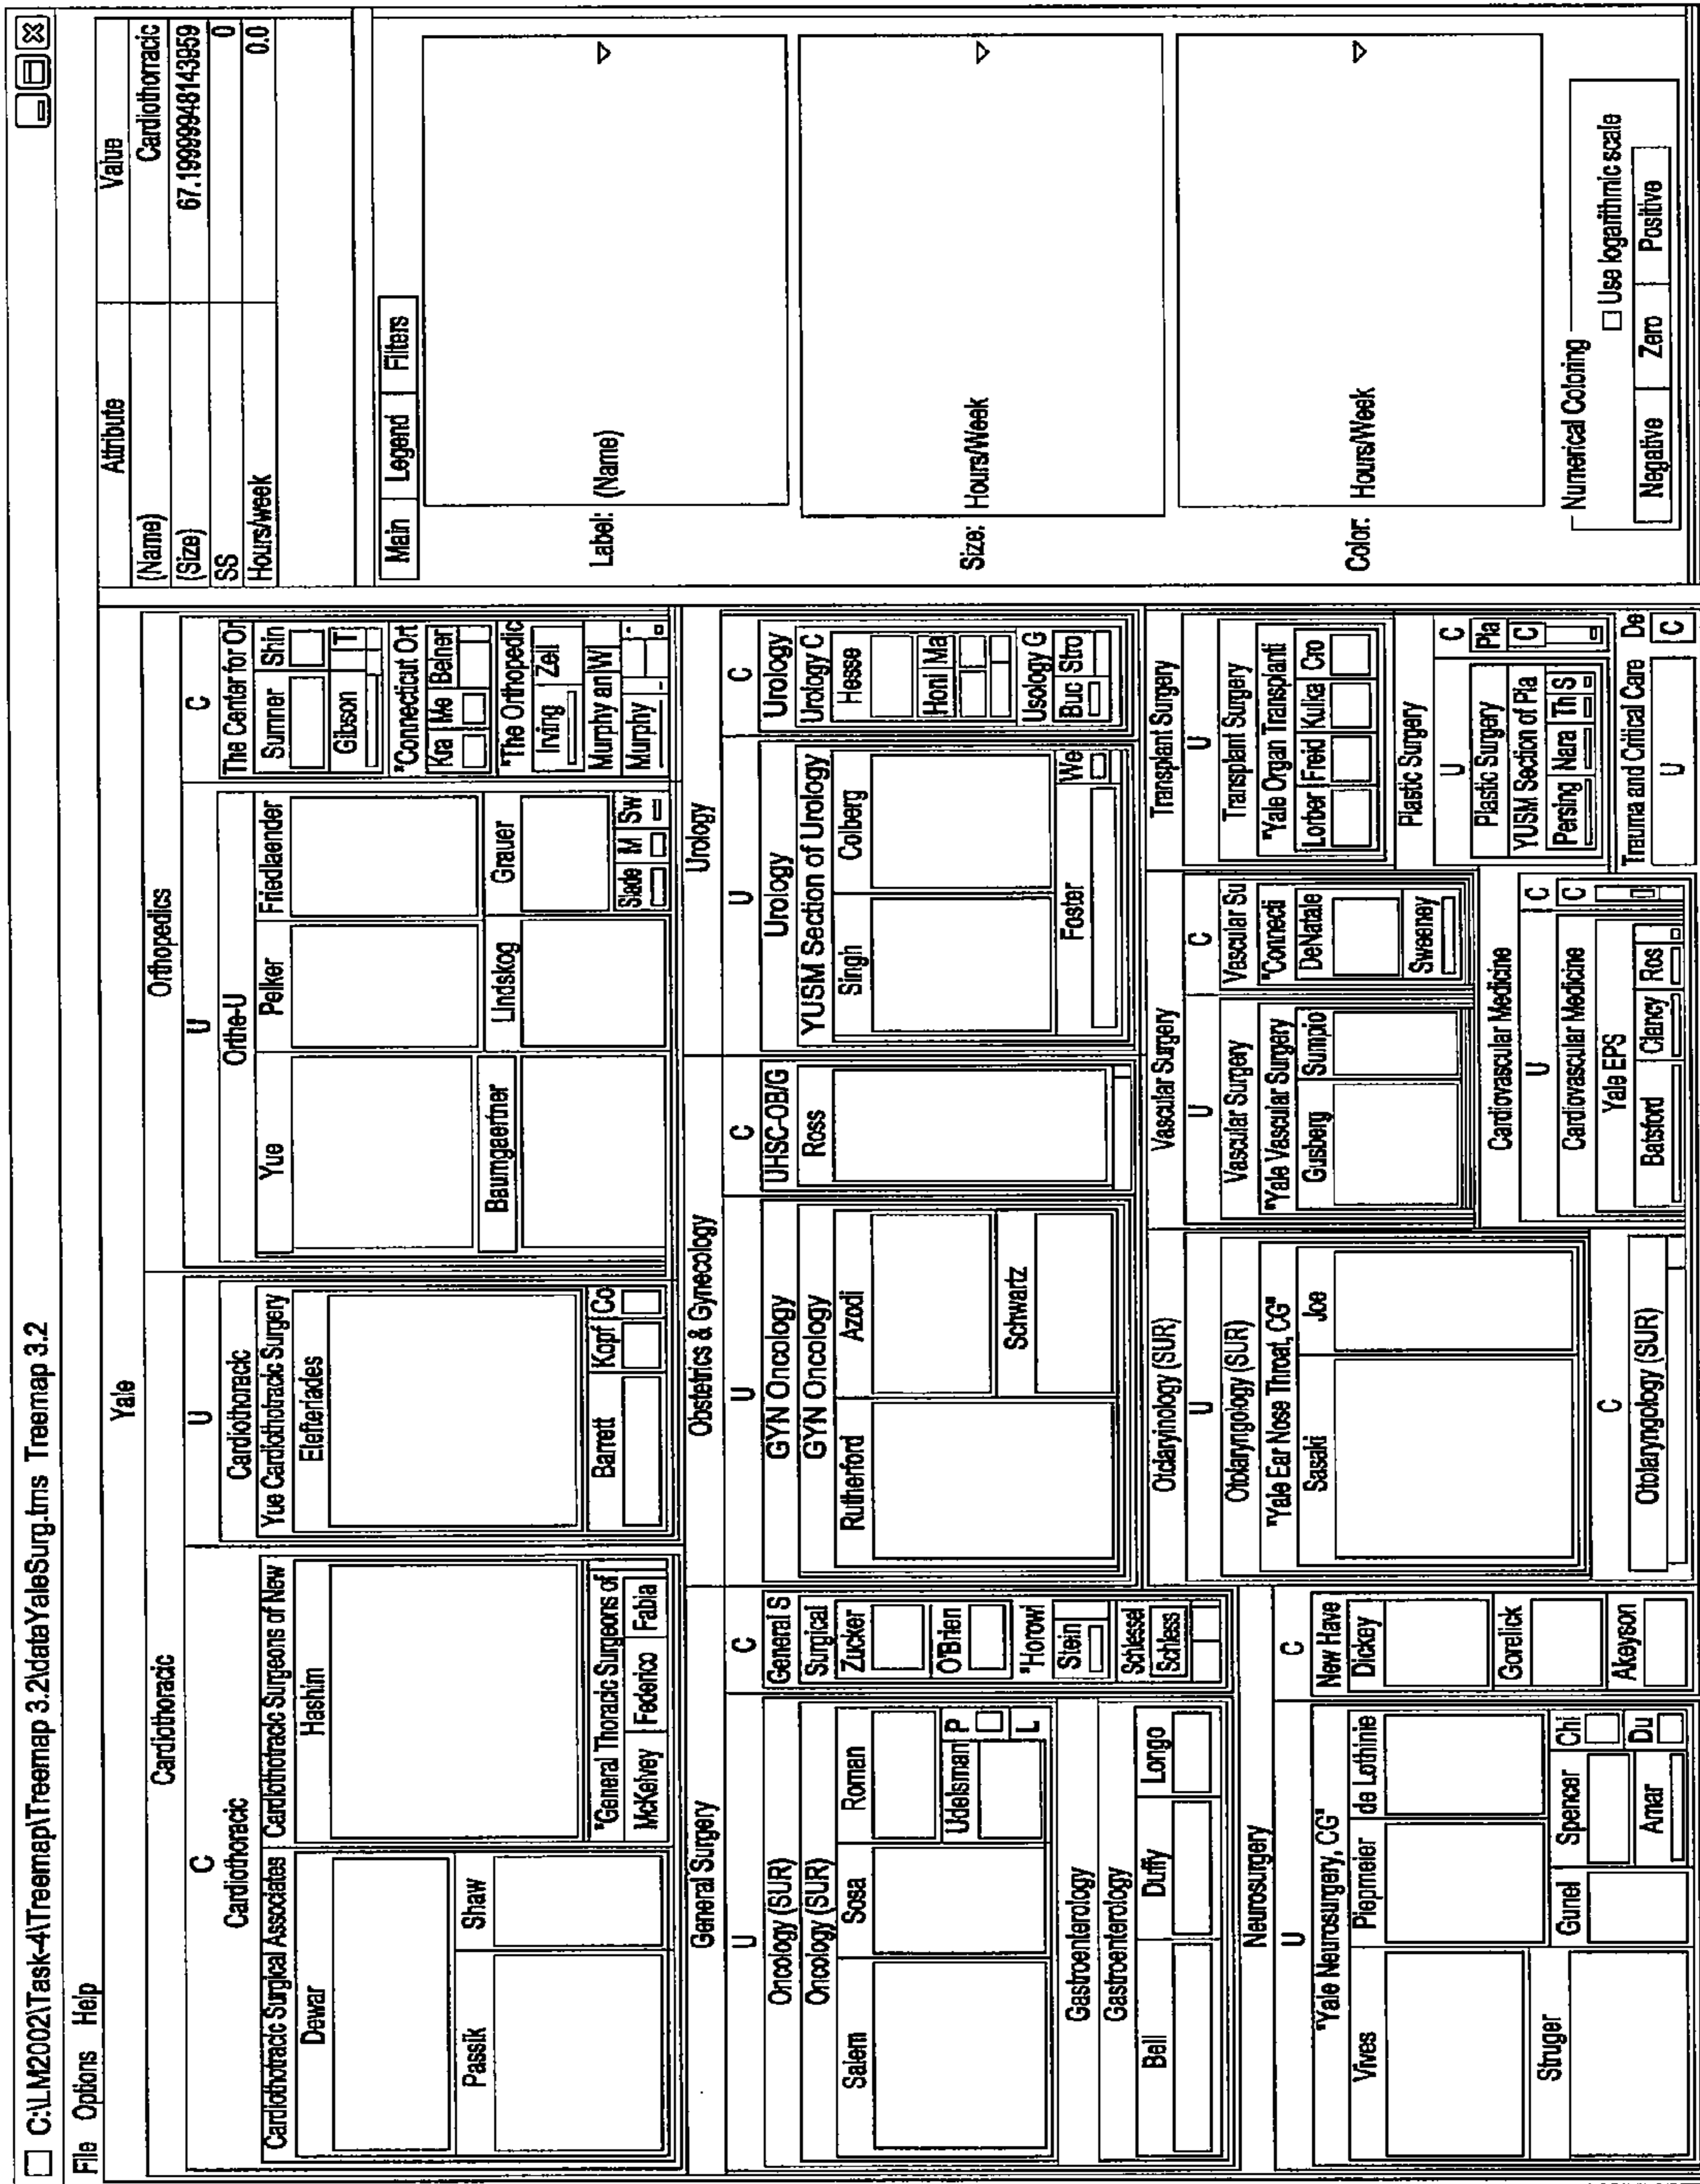 C:\LM2002\Task-4\Treemap\Treemap 3.2\dataYaleSurg.tms Treemap 3.2
File Options Help
Yale
Cardiothoracic
C
Cardiothoracic
Cardiothotracic Surgical Associates
Dewar
Passik
Shaw
Cardiothotracic Surgeons of New
Hashim
"General Thoracic Surgeons of
McKelvey
Federico
Fabia
U
Cardiothoracic
Yue Cardiothotracic Surgery
Elefteriades
Barrett
Kopf
Co
Orthopedics
U
Orthe-U
Yue
Pelker
Friedlaender
Baumgaertner
Lindskog
Grauer
Slade
M
Sw
C
The Center for Or
Sumner
Shin
Gibson
T
"Connecticut Ort
Kra
Me
Beiner
"The Orthopedic
Irving
Zell
Murphy an
W
Murphy
General Surgery
U
Oncology (SUR)
Oncology (SUR)
Salem
Sosa
Roman
Udelsman
P
L
Gastroenterology
Gastroenterology
Bell
Duffy
Longo
C
General S
Surgical
Zucker
O'Brien
"Horowi
Stein
Schlessel
Schless
Obstetrics & Gynecology
U
GYN Oncology
GYN Oncology
Rutherford
Azodi
Schwartz
C
UHSC-OB/G
Ross
Urology
U
Urology
YUSM Section of Urology
Singh
Colberg
Foster
We
C
Urology
Urology C
Hesse
Honi
Ma
Usology G
Buc
Stro
Neurosurgery
U
"Yale Neurosurgery, CG"
Vives
Piepmeier
de Lothine
Struger
Gunel
Spencer
Chi
Amar
Du
C
New Have
Dickey
Gorelick
Akeyson
Otclaryinology (SUR)
U
Otolaryngology (SUR)
"Yale Ear Nose Throat, CG"
Sasaki
Joe
C
Otolaryngology (SUR)
Vascular Surgery
U
Vascular Surgery
"Yale Vascular Surgery
Gusberg
Sumpio
C
Vascular Su
"Connecti
DeNatale
Sweeney
Cardiovascular Medicine
U
Cardiovascular Medicine
Yale EPS
Batsford
Clancy
Ros
C
C
Transplant Surgery
U
Transplant Surgery
"Yale Organ Transplanti
Lorber
Freid
Kulka
Cro
Plastic Surgery
U
Plastic Surgery
YUSM Section of Pla
Persing
Nara
Th
S
C
Pla
C
Trauma and Critical Care
U
De
C
Attribute Value
(Name) Cardiothorracic
(Size) 67.19999948143959
SS 0
Hours/week 0.0
Main Legend Filters
Label: (Name)
Size: Hours/Week
Color: Hours/Week
Numerical Coloring
Use logarithmic scale
Negative Zero Positive